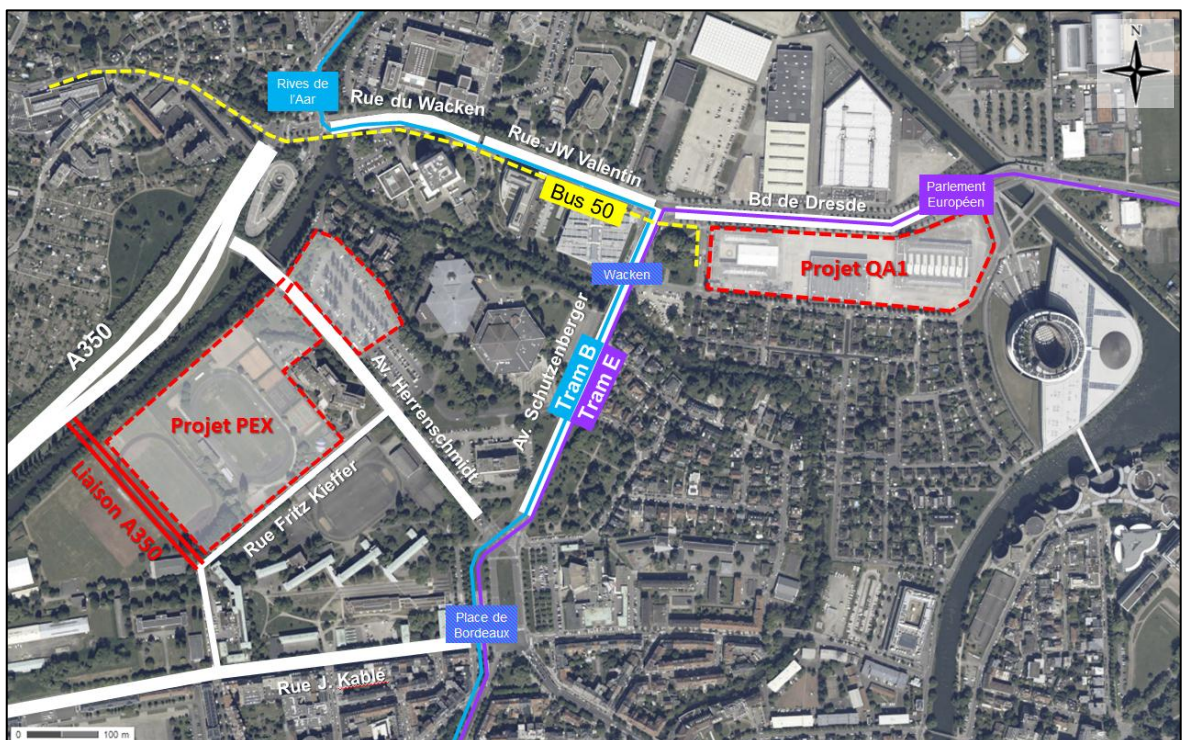 N
Rives de
l'Aar
Rue du Wacken
Rue JW Valentin
Bus 50
Bd de Dresde
Parlement
Européen
Projet QA1
Wacken
A350
Av. Schutzenberger
Tram B
Tram E
Av. Herrenschmidt
Projet PEX
Liaison A350
Rue Fritz Kieffer
Place de
Bordeaux
Rue J. Kablé
0 100 m